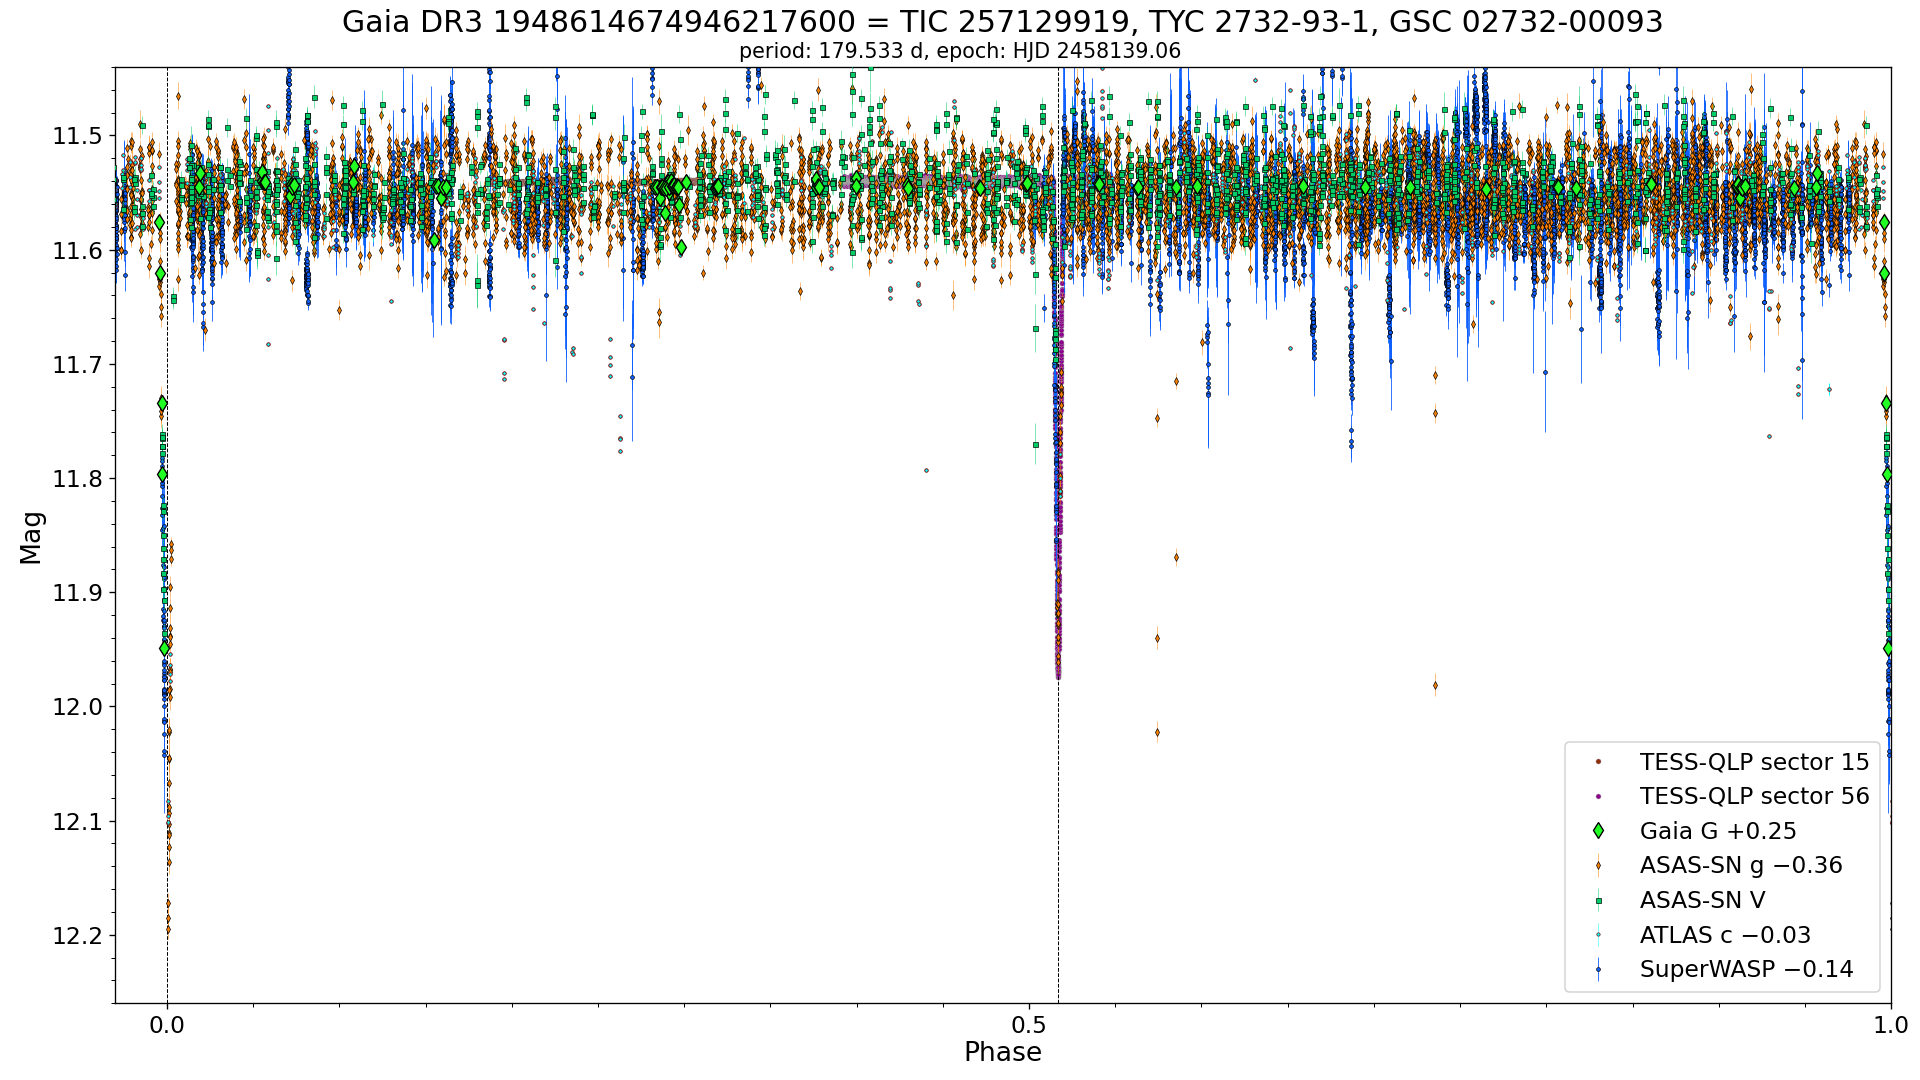 Gaia DR3 1948614674946217600 = TIC 257129919, TYC 2732-93-1, GSC 02732-00093
period: 179.533 d, epoch: HJD 2458139.06
Mag
11.5
11.6
11.7
11.8
11.9
12.0
12.1
12.2
TESS-QLP sector 15
TESS-QLP sector 56
Gaia G +0.25
ASAS-SN g −0.36
ASAS-SN V
ATLAS c −0.03
SuperWASP −0.14
0.0
0.5
1.0
Phase